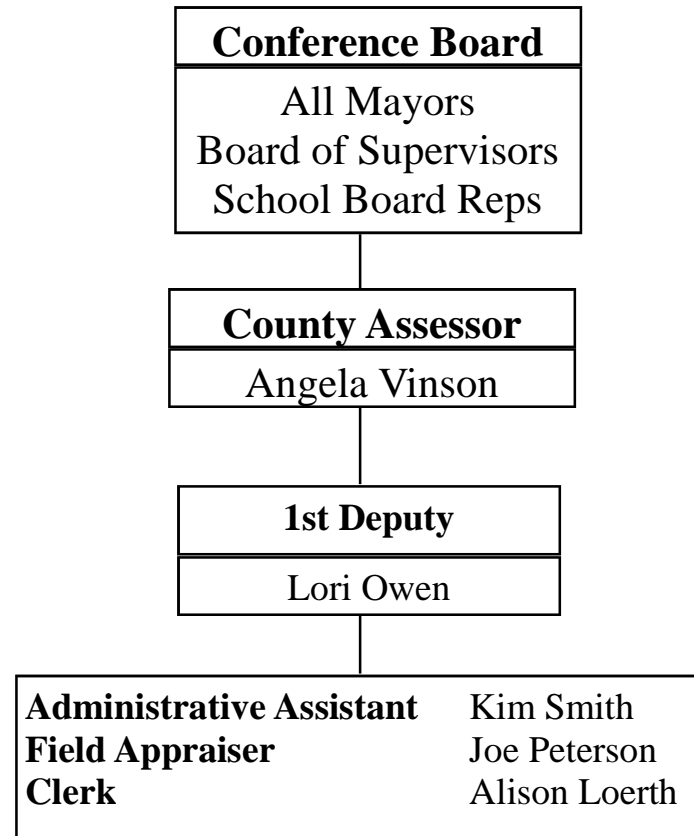 Conference Board
All Mayors
Board of Supervisors
School Board Reps
County Assessor
Angela Vinson
1st Deputy
Lori Owen
Administrative Assistant Kim Smith
Field Appraiser Joe Peterson
Clerk Alison Loerth